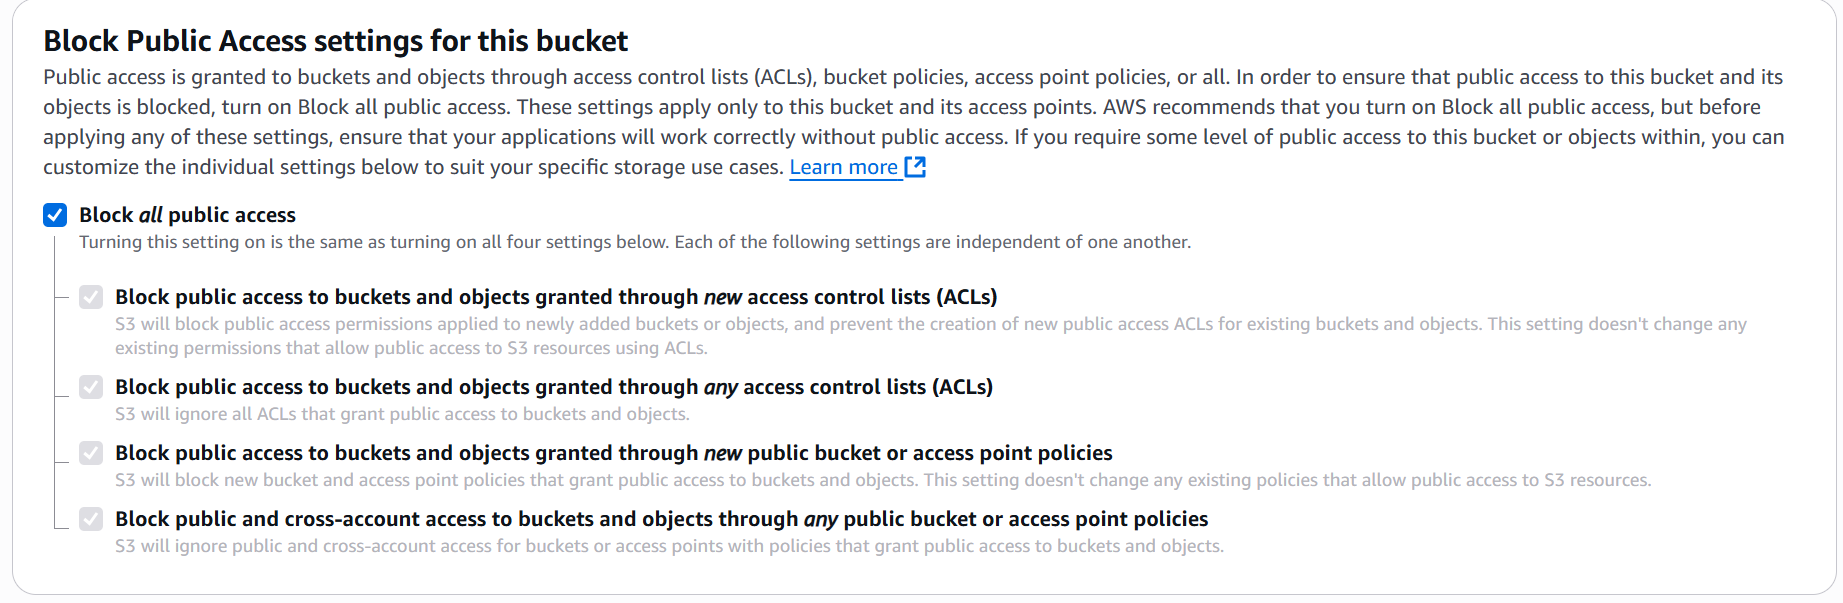 Block Public Access settings for this bucket
Public access is granted to buckets and objects through access control lists (ACLs), bucket policies, access point policies, or all. In order to ensure that public access to this bucket and its
objects is blocked, turn on Block all public access. These settings apply only to this bucket and its access points. AWS recommends that you turn on Block all public access, but before
applying any of these settings, ensure that your applications will work correctly without public access. If you require some level of public access to this bucket or objects within, you can
customize the individual settings below to suit your specific storage use cases. Learn more
Block all public access
Turning this setting on is the same as turning on all four settings below. Each of the following settings are independent of one another.
Block public access to buckets and objects granted through new access control lists (ACLs)
S3 will block public access permissions applied to newly added buckets or objects, and prevent the creation of new public access ACLs for existing buckets and objects. This setting doesn't change any
existing permissions that allow public access to S3 resources using ACLs.
Block public access to buckets and objects granted through any access control lists (ACLs)
S3 will ignore all ACLs that grant public access to buckets and objects.
Block public access to buckets and objects granted through new public bucket or access point policies
S3 will block new bucket and access point policies that grant public access to buckets and objects. This setting doesn't change any existing policies that allow public access to S3 resources.
Block public and cross-account access to buckets and objects through any public bucket or access point policies
S3 will ignore public and cross-account access for buckets or access points with policies that grant public access to buckets and objects.